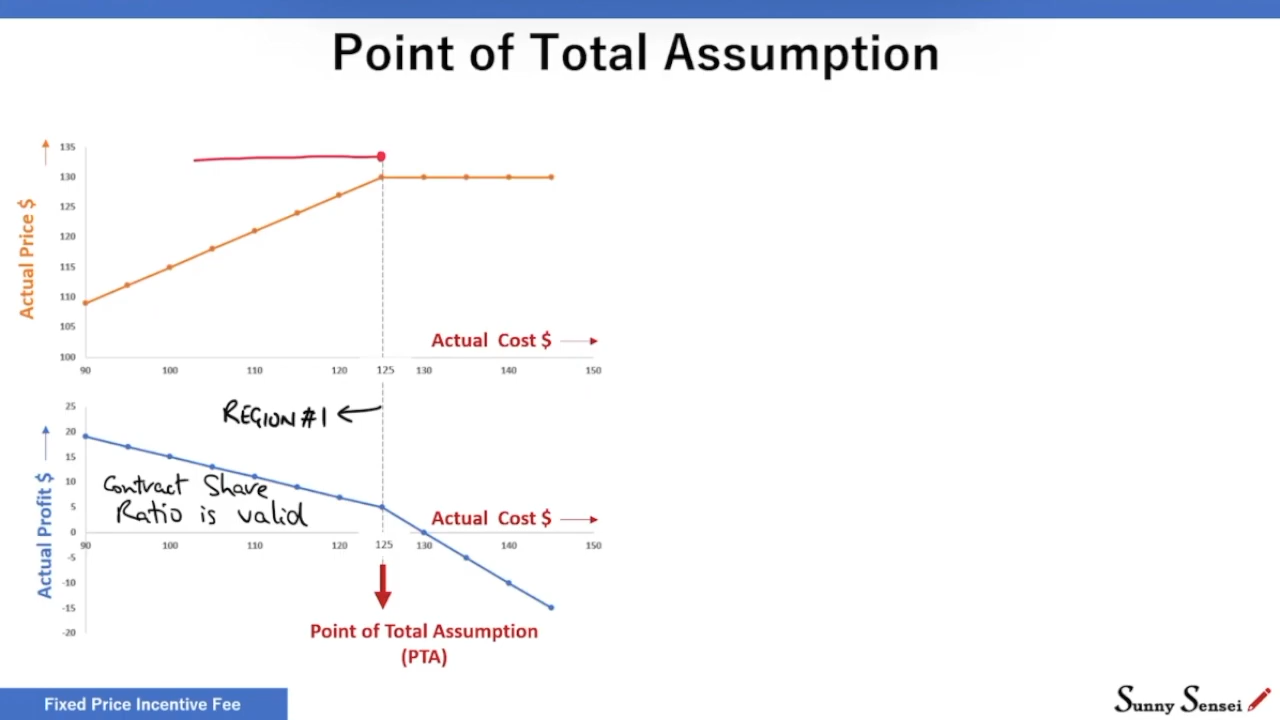 Point of Total Assumption
Actual Price $
135
130
125
120
115
110
105
100
Actual Cost $
90 100 110 120 125 130 140 150
REGION #1
Actual Profit $
25
20
15
10
5
0
-5
-10
-15
-20
Contract Share
Ratio is valid
Actual Cost $
90 100 110 120 125 130 140 150
Point of Total Assumption
(PTA)
Fixed Price Incentive Fee
Sunny Sensei